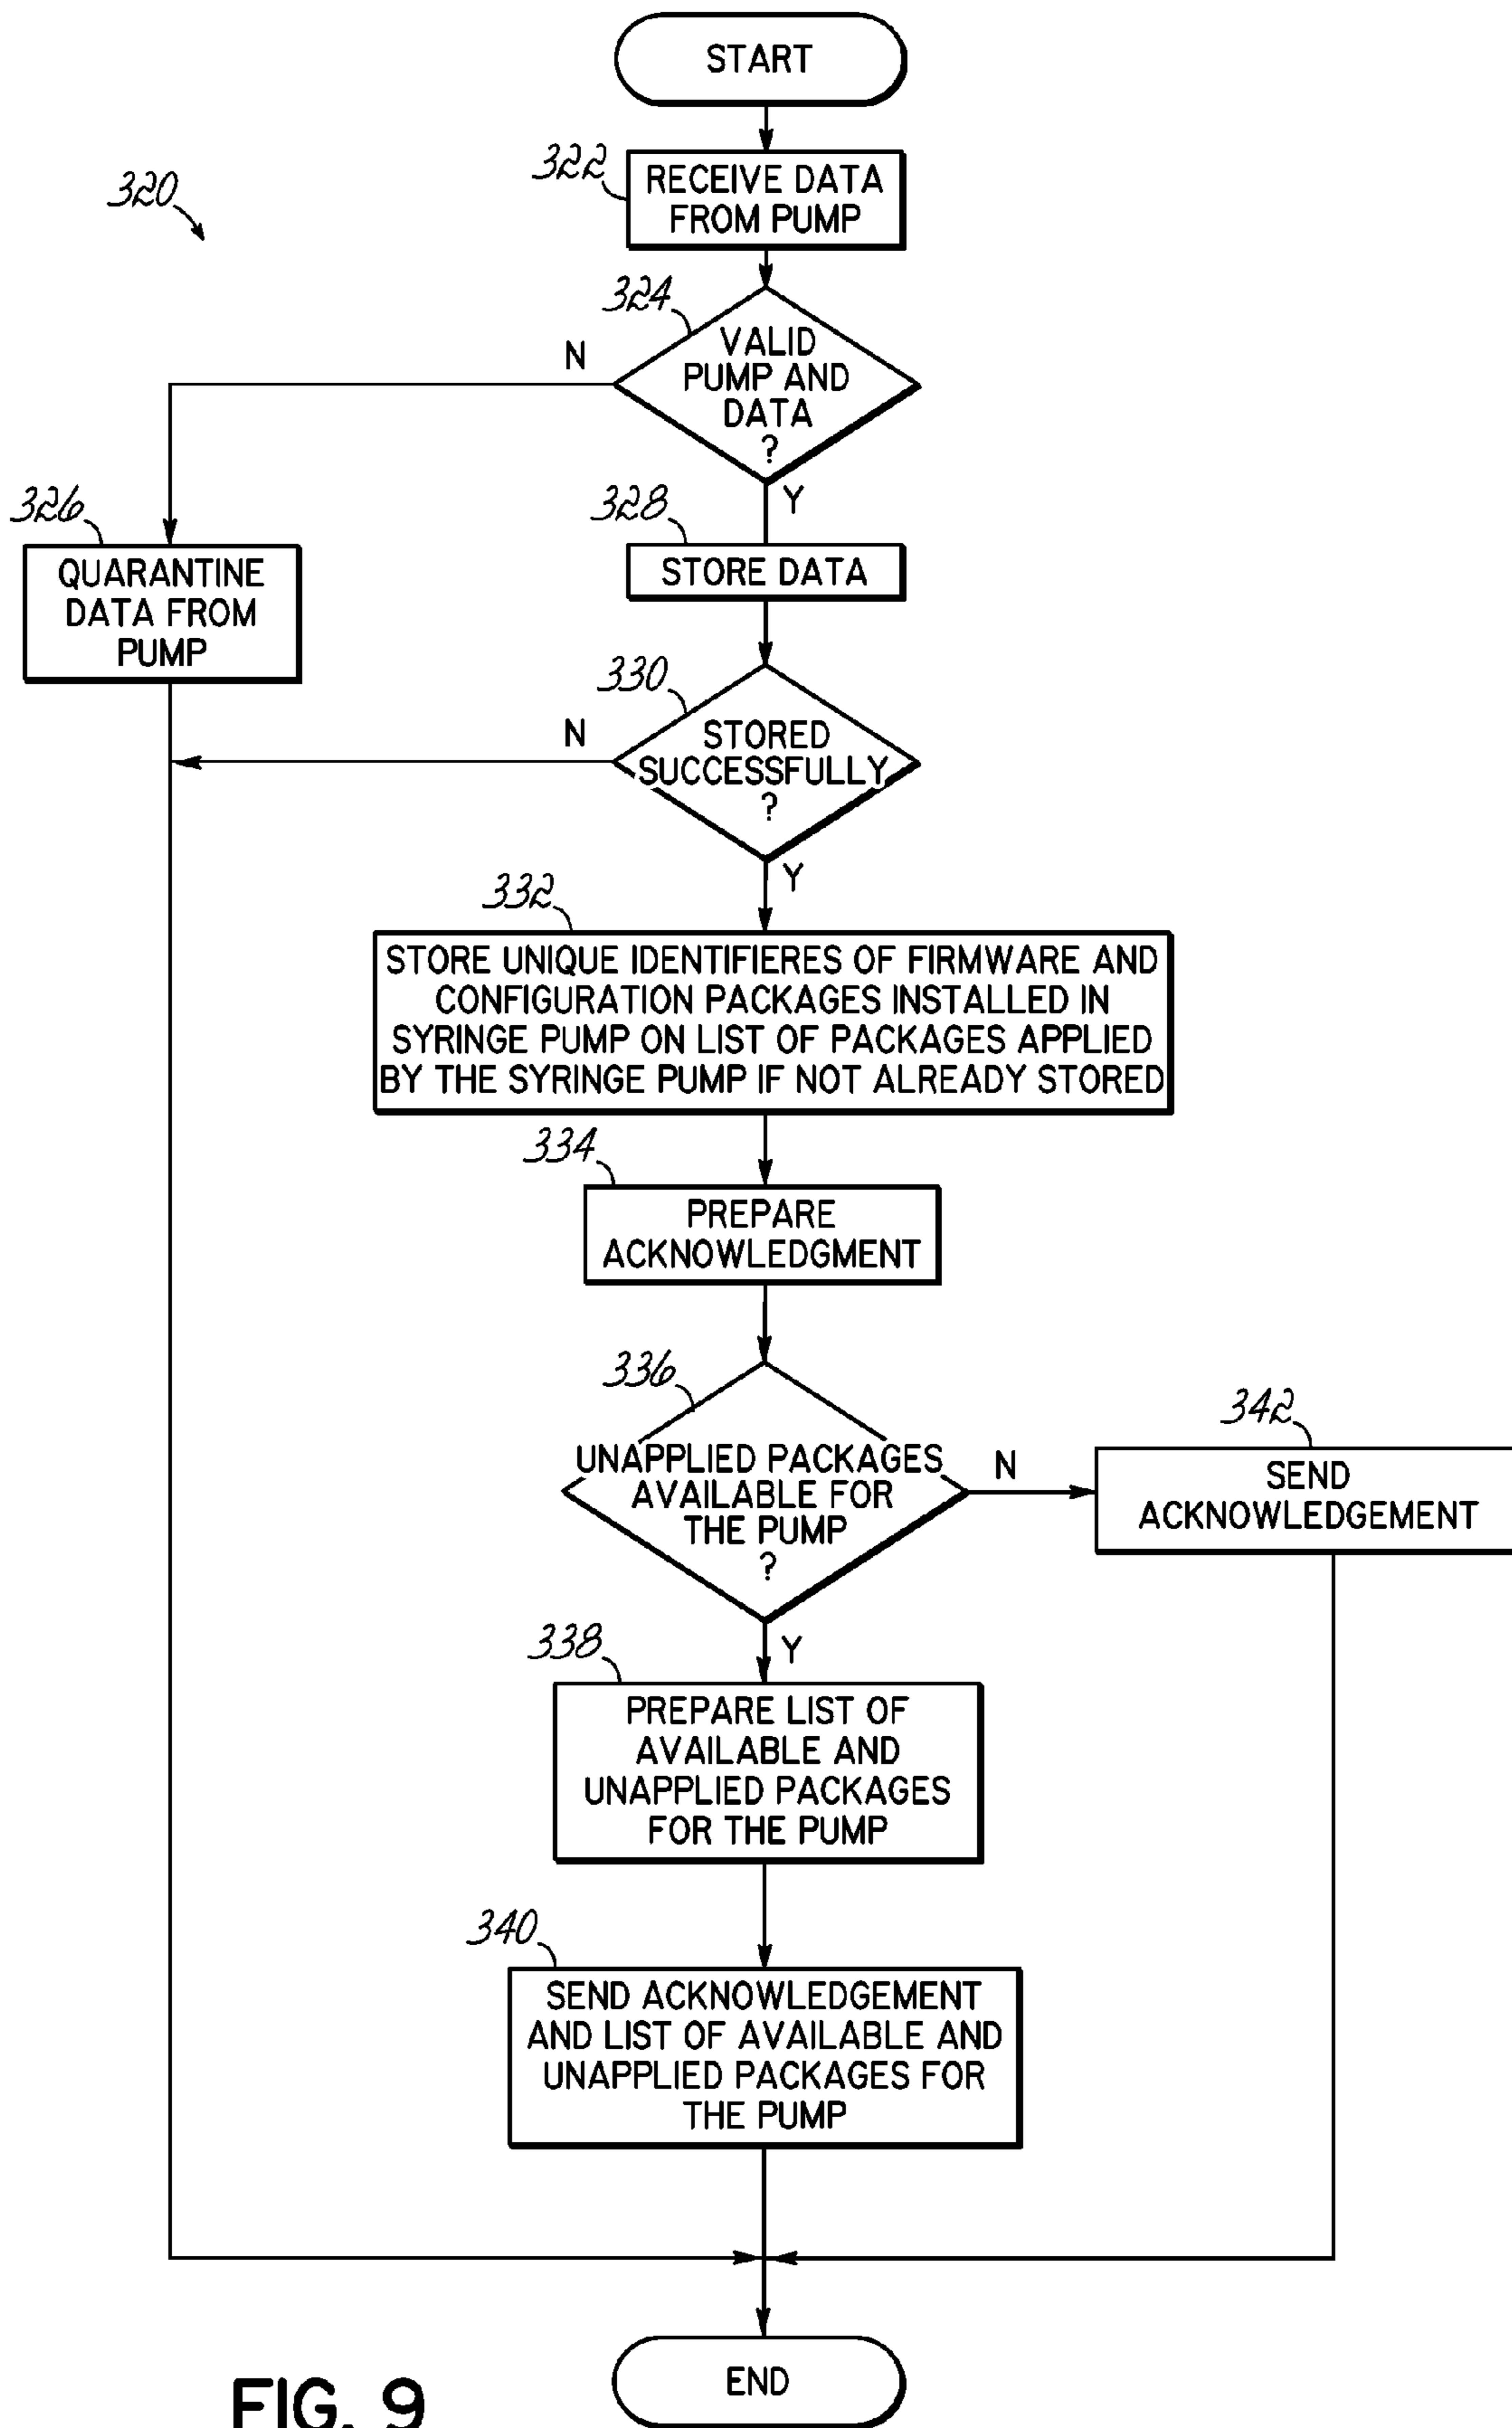 START
322
RECEIVE DATA
FROM PUMP
320
324
VALID
PUMP AND
DATA
?
N
Y
326
QUARANTINE
DATA FROM
PUMP
328
STORE DATA
330
STORED
SUCCESSFULLY
?
N
Y
332
STORE UNIQUE IDENTIFIERES OF FIRMWARE AND
CONFIGURATION PACKAGES INSTALLED IN
SYRINGE PUMP ON LIST OF PACKAGES APPLIED
BY THE SYRINGE PUMP IF NOT ALREADY STORED
334
PREPARE
ACKNOWLEDGMENT
336
UNAPPLIED PACKAGES
AVAILABLE FOR
THE PUMP
?
N
Y
342
SEND
ACKNOWLEDGEMENT
338
PREPARE LIST OF
AVAILABLE AND
UNAPPLIED PACKAGES
FOR THE PUMP
340
SEND ACKNOWLEDGEMENT
AND LIST OF AVAILABLE AND
UNAPPLIED PACKAGES FOR
THE PUMP
END
FIG. 9